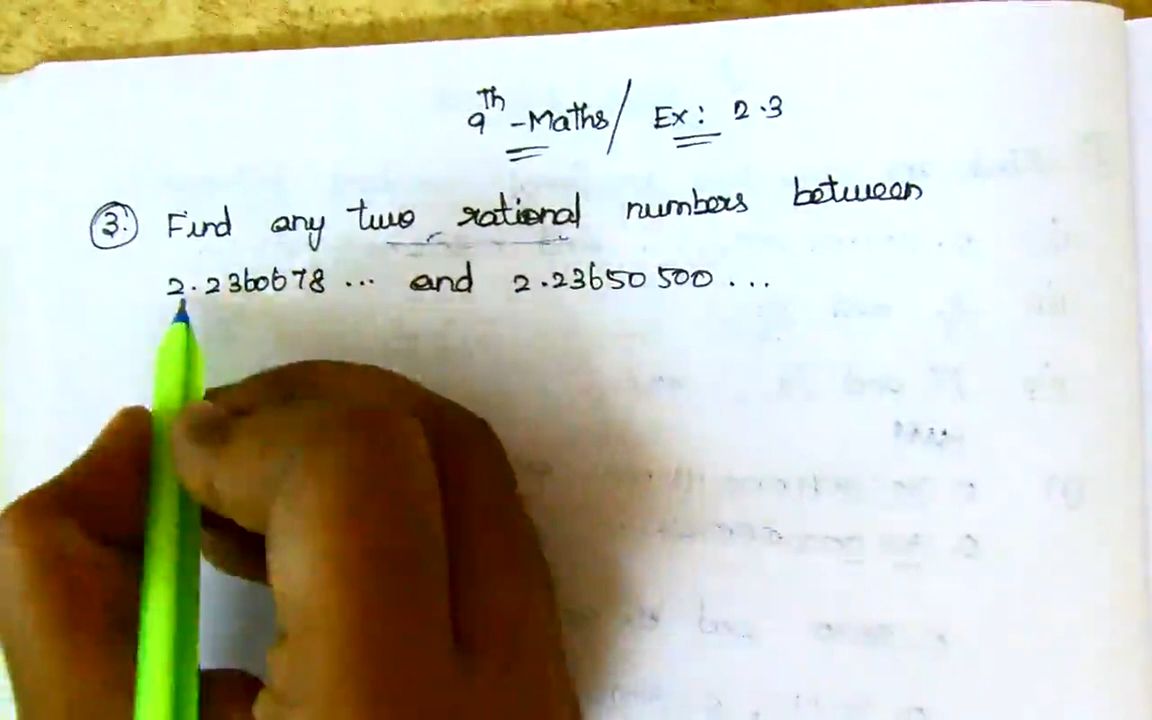 9Th - Maths / Ex: 2.3
3. Find any two rational numbers between
2.2360678 ... and 2.23650500 ...